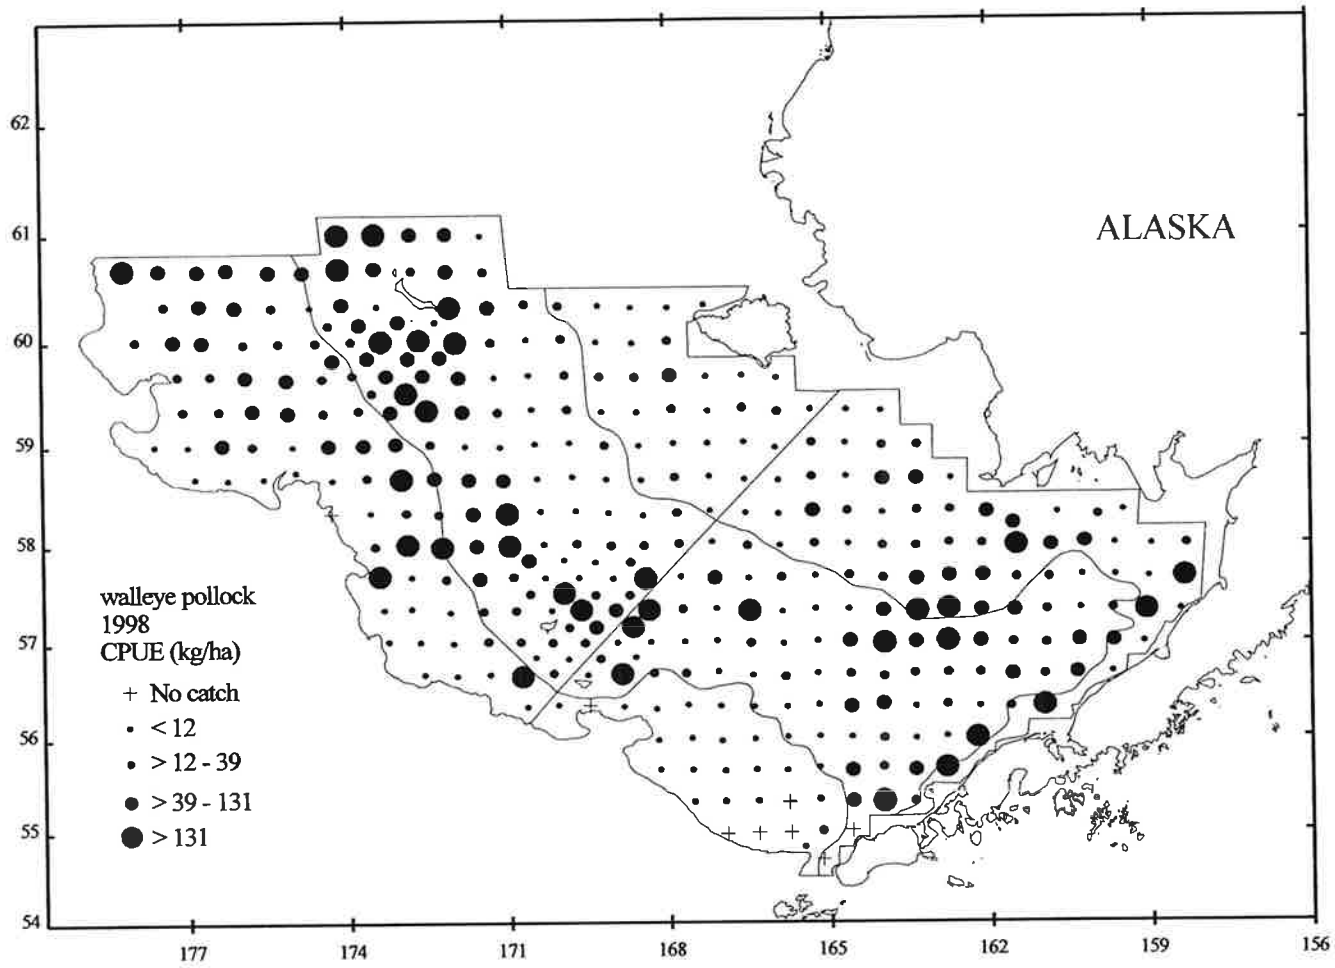 62
61
60
59
58
57
56
55
54
ALASKA
walleye pollock
1998
CPUE (kg/ha)
+ No catch
< 12
> 12 - 39
> 39 - 131
> 131
177 174 171 168 165 162 159 156